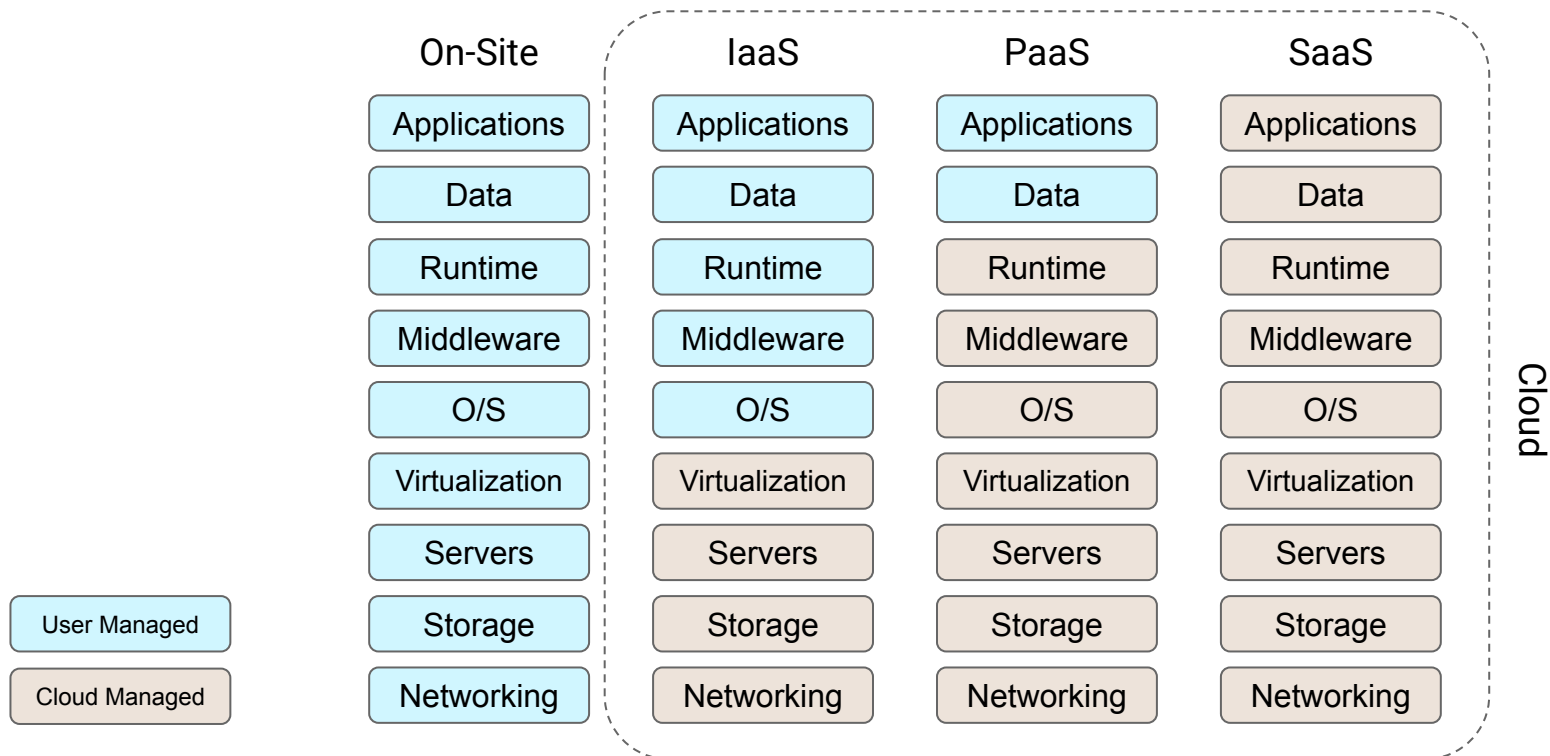 On-Site
IaaS
PaaS
SaaS
Applications
Applications
Applications
Applications
Data
Data
Data
Data
Runtime
Runtime
Runtime
Runtime
Middleware
Middleware
Middleware
Middleware
O/S
O/S
O/S
O/S
Cloud
Virtualization
Virtualization
Virtualization
Virtualization
Servers
Servers
Servers
Servers
User Managed
Storage
Storage
Storage
Storage
Cloud Managed
Networking
Networking
Networking
Networking